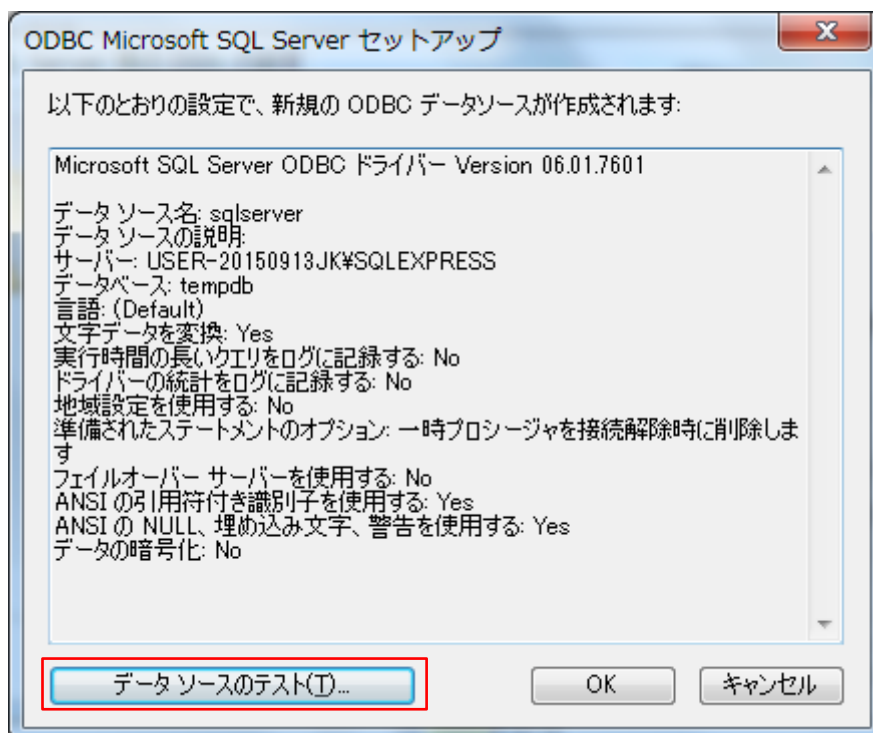 ODBC Microsoft SQL Server セットアップ
以下のとおりの設定で、新規の ODBC データソースが作成されます:
Microsoft SQL Server ODBC ドライバー Version 06.01.7601
データ ソース名: sqlserver
データ ソースの説明:
サーバー: USER-20150913JK¥SQLEXPRESS
データベース: tempdb
言語: (Default)
文字データを変換: Yes
実行時間の長いクエリをログに記録する: No
ドライバーの統計をログに記録する: No
地域設定を使用する: No
準備されたステートメントのオプション: 一時プロシージャを接続解除時に削除しま
す
フェイルオーバー サーバーを使用する: No
ANSI の引用符付き識別子を使用する: Yes
ANSI の NULL、埋め込み文字、警告を使用する: Yes
データの暗号化: No
データ ソースのテスト(T)... OK キャンセル